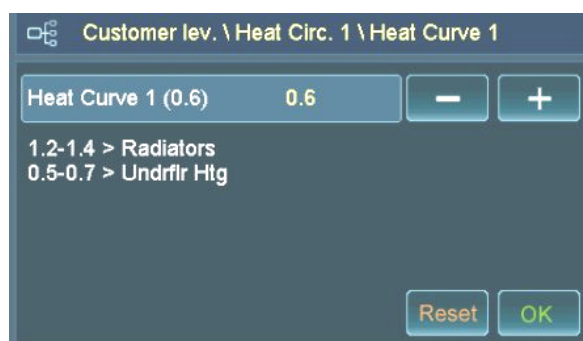 Customer lev. \ Heat Circ. 1 \ Heat Curve 1
Heat Curve 1 (0.6) 0.6 − +
1.2-1.4 > Radiators
0.5-0.7 > Undrflr Htg
Reset OK